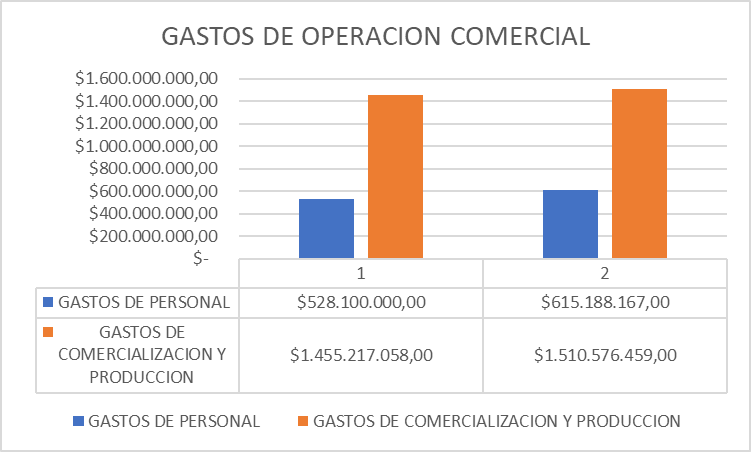 GASTOS DE OPERACION COMERCIAL
$1.600.000.000,00
$1.400.000.000,00
$1.200.000.000,00
$1.000.000.000,00
$800.000.000,00
$600.000.000,00
$400.000.000,00
$200.000.000,00
$-
1 2
GASTOS DE PERSONAL $528.100.000,00 $615.188.167,00
GASTOS DE
COMERCIALIZACION Y $1.455.217.058,00 $1.510.576.459,00
PRODUCCION
GASTOS DE PERSONAL GASTOS DE COMERCIALIZACION Y PRODUCCION